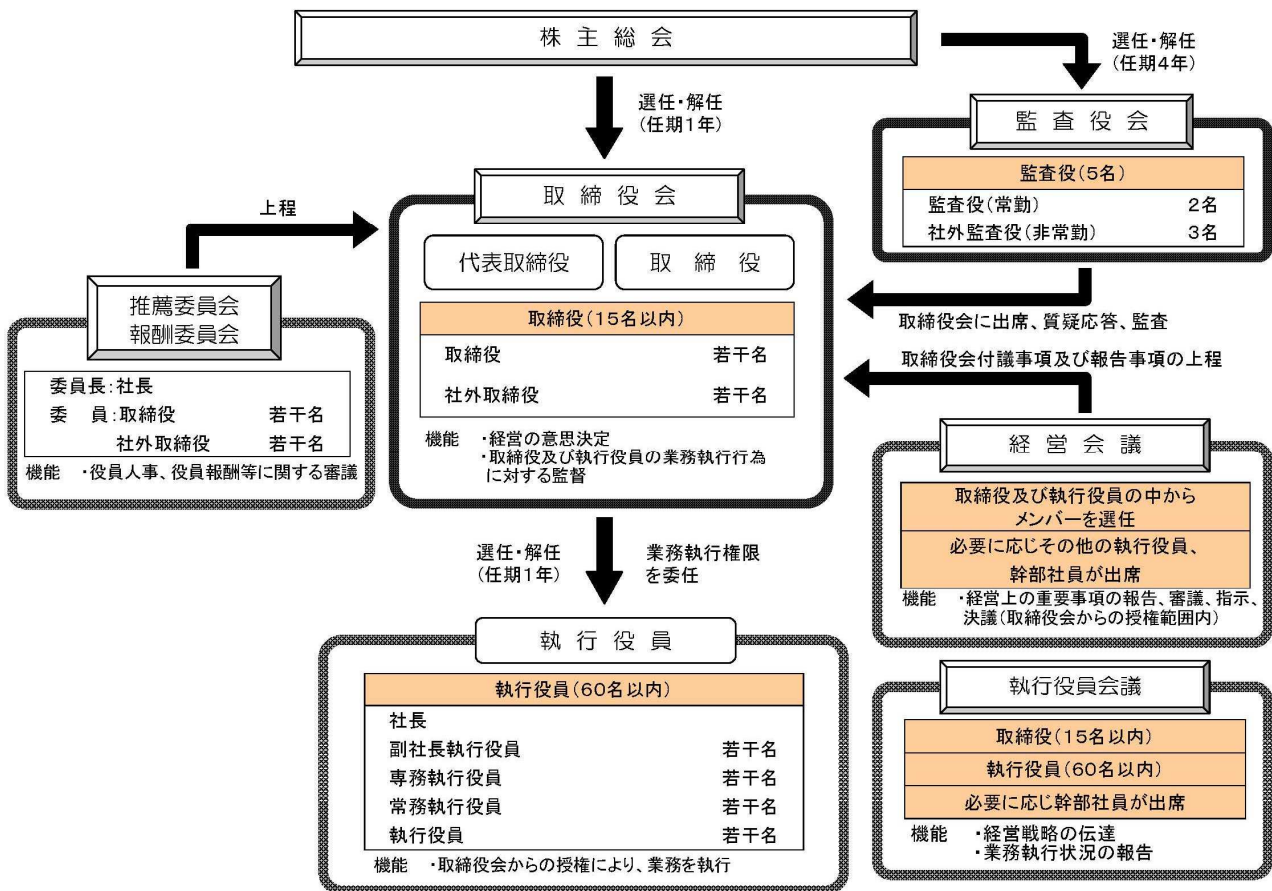 株主総会
選任・解任
(任期4年)
選任・解任
(任期1年)
監査役会
監査役(5名)
監査役(常勤) 2名
社外監査役(非常勤) 3名
取締役会
代表取締役
取締役
取締役(15名以内)
取締役 若干名
社外取締役 若干名
機能 ・経営の意思決定
・取締役及び執行役員の業務執行行為
に対する監督
上程
推薦委員会
報酬委員会
委員長:社長
委 員:取締役 若干名
社外取締役 若干名
機能 ・役員人事、役員報酬等に関する審議
取締役会に出席、質疑応答、監査
取締役会付議事項及び報告事項の上程
経営会議
取締役及び執行役員の中から
メンバーを選任
必要に応じその他の執行役員、
幹部社員が出席
機能 ・経営上の重要事項の報告、審議、指示、
決議(取締役会からの授権範囲内)
選任・解任
(任期1年)
業務執行権限
を委任
執行役員
執行役員(60名以内)
社長
副社長執行役員 若干名
専務執行役員 若干名
常務執行役員 若干名
執行役員 若干名
機能 ・取締役会からの授権により、業務を執行
執行役員会議
取締役(15名以内)
執行役員(60名以内)
必要に応じ幹部社員が出席
機能 ・経営戦略の伝達
・業務執行状況の報告